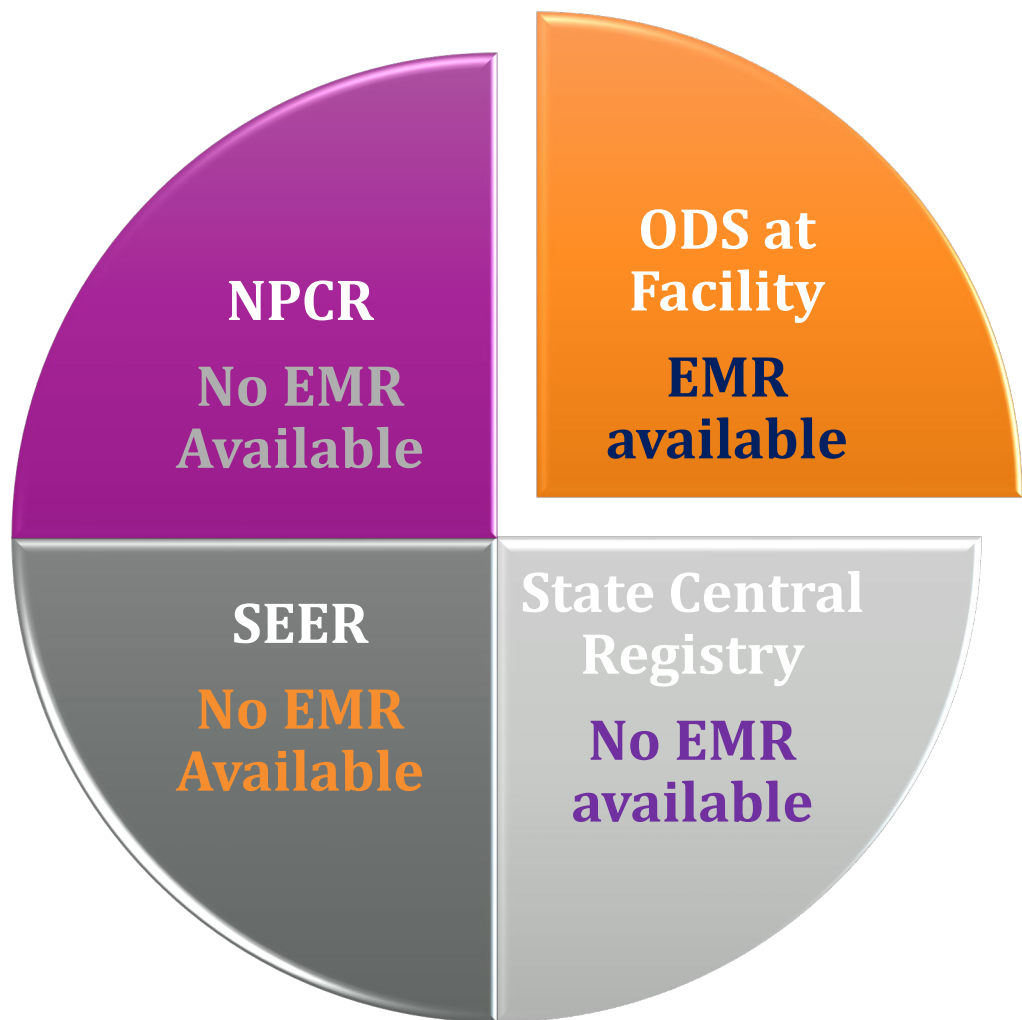 NPCR
No EMR
Available
ODS at
Facility
EMR
available
SEER
No EMR
Available
State Central
Registry
No EMR
available